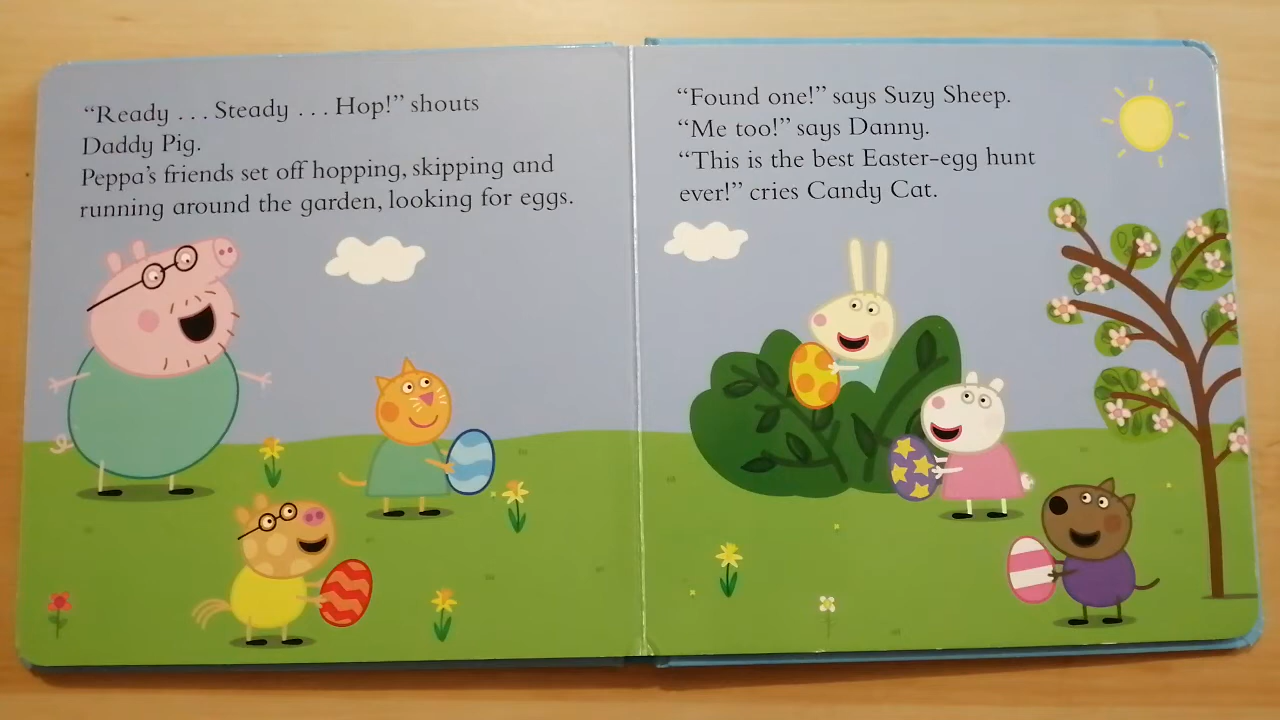 “Ready . . . Steady . . . Hop!” shouts
Daddy Pig.
Peppa’s friends set off hopping, skipping and
running around the garden, looking for eggs.
“Found one!” says Suzy Sheep.
“Me too!” says Danny.
“This is the best Easter-egg hunt
ever!” cries Candy Cat.